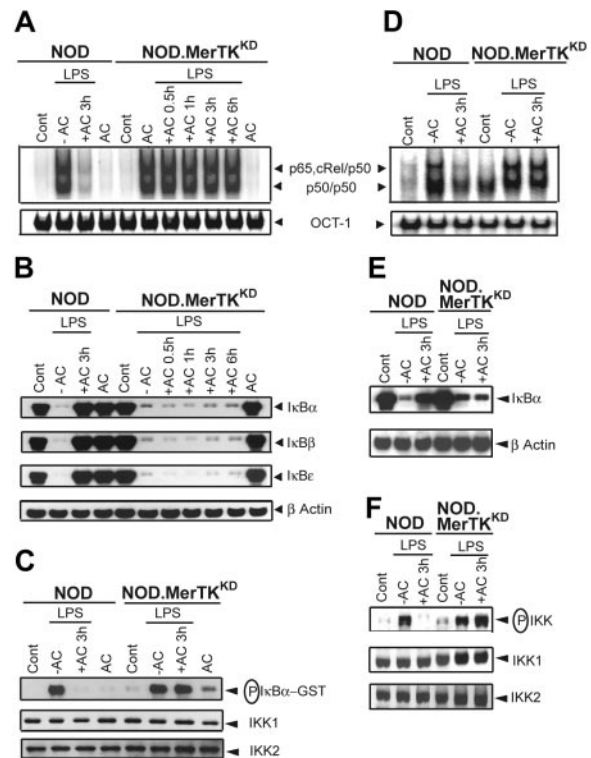 A
NOD NOD.MerTK^KD
LPS LPS
Cont - AC +AC 3h AC Cont AC +AC 0.5h +AC 1h +AC 3h +AC 6h AC
p65,cRel/p50
p50/p50
OCT-1
D
NOD NOD.MerTK^KD
LPS LPS
Cont -AC +AC 3h Cont -AC +AC 3h
B
NOD NOD.MerTK^KD
LPS LPS
Cont - AC +AC 3h AC Cont - AC +AC 0.5h +AC 1h +AC 3h +AC 6h AC
IκBα
IκBβ
IκBε
β Actin
E
NOD NOD.
MerTK^KD
LPS LPS
Cont -AC +AC 3h Cont -AC +AC 3h
IκBα
β Actin
C
NOD NOD.MerTK^KD
LPS LPS
Cont -AC +AC 3h AC Cont -AC +AC 3h AC
P IκBα–GST
IKK1
IKK2
F
NOD NOD.
MerTK^KD
LPS LPS
Cont -AC +AC 3h Cont -AC +AC 3h
P IKK
IKK1
IKK2